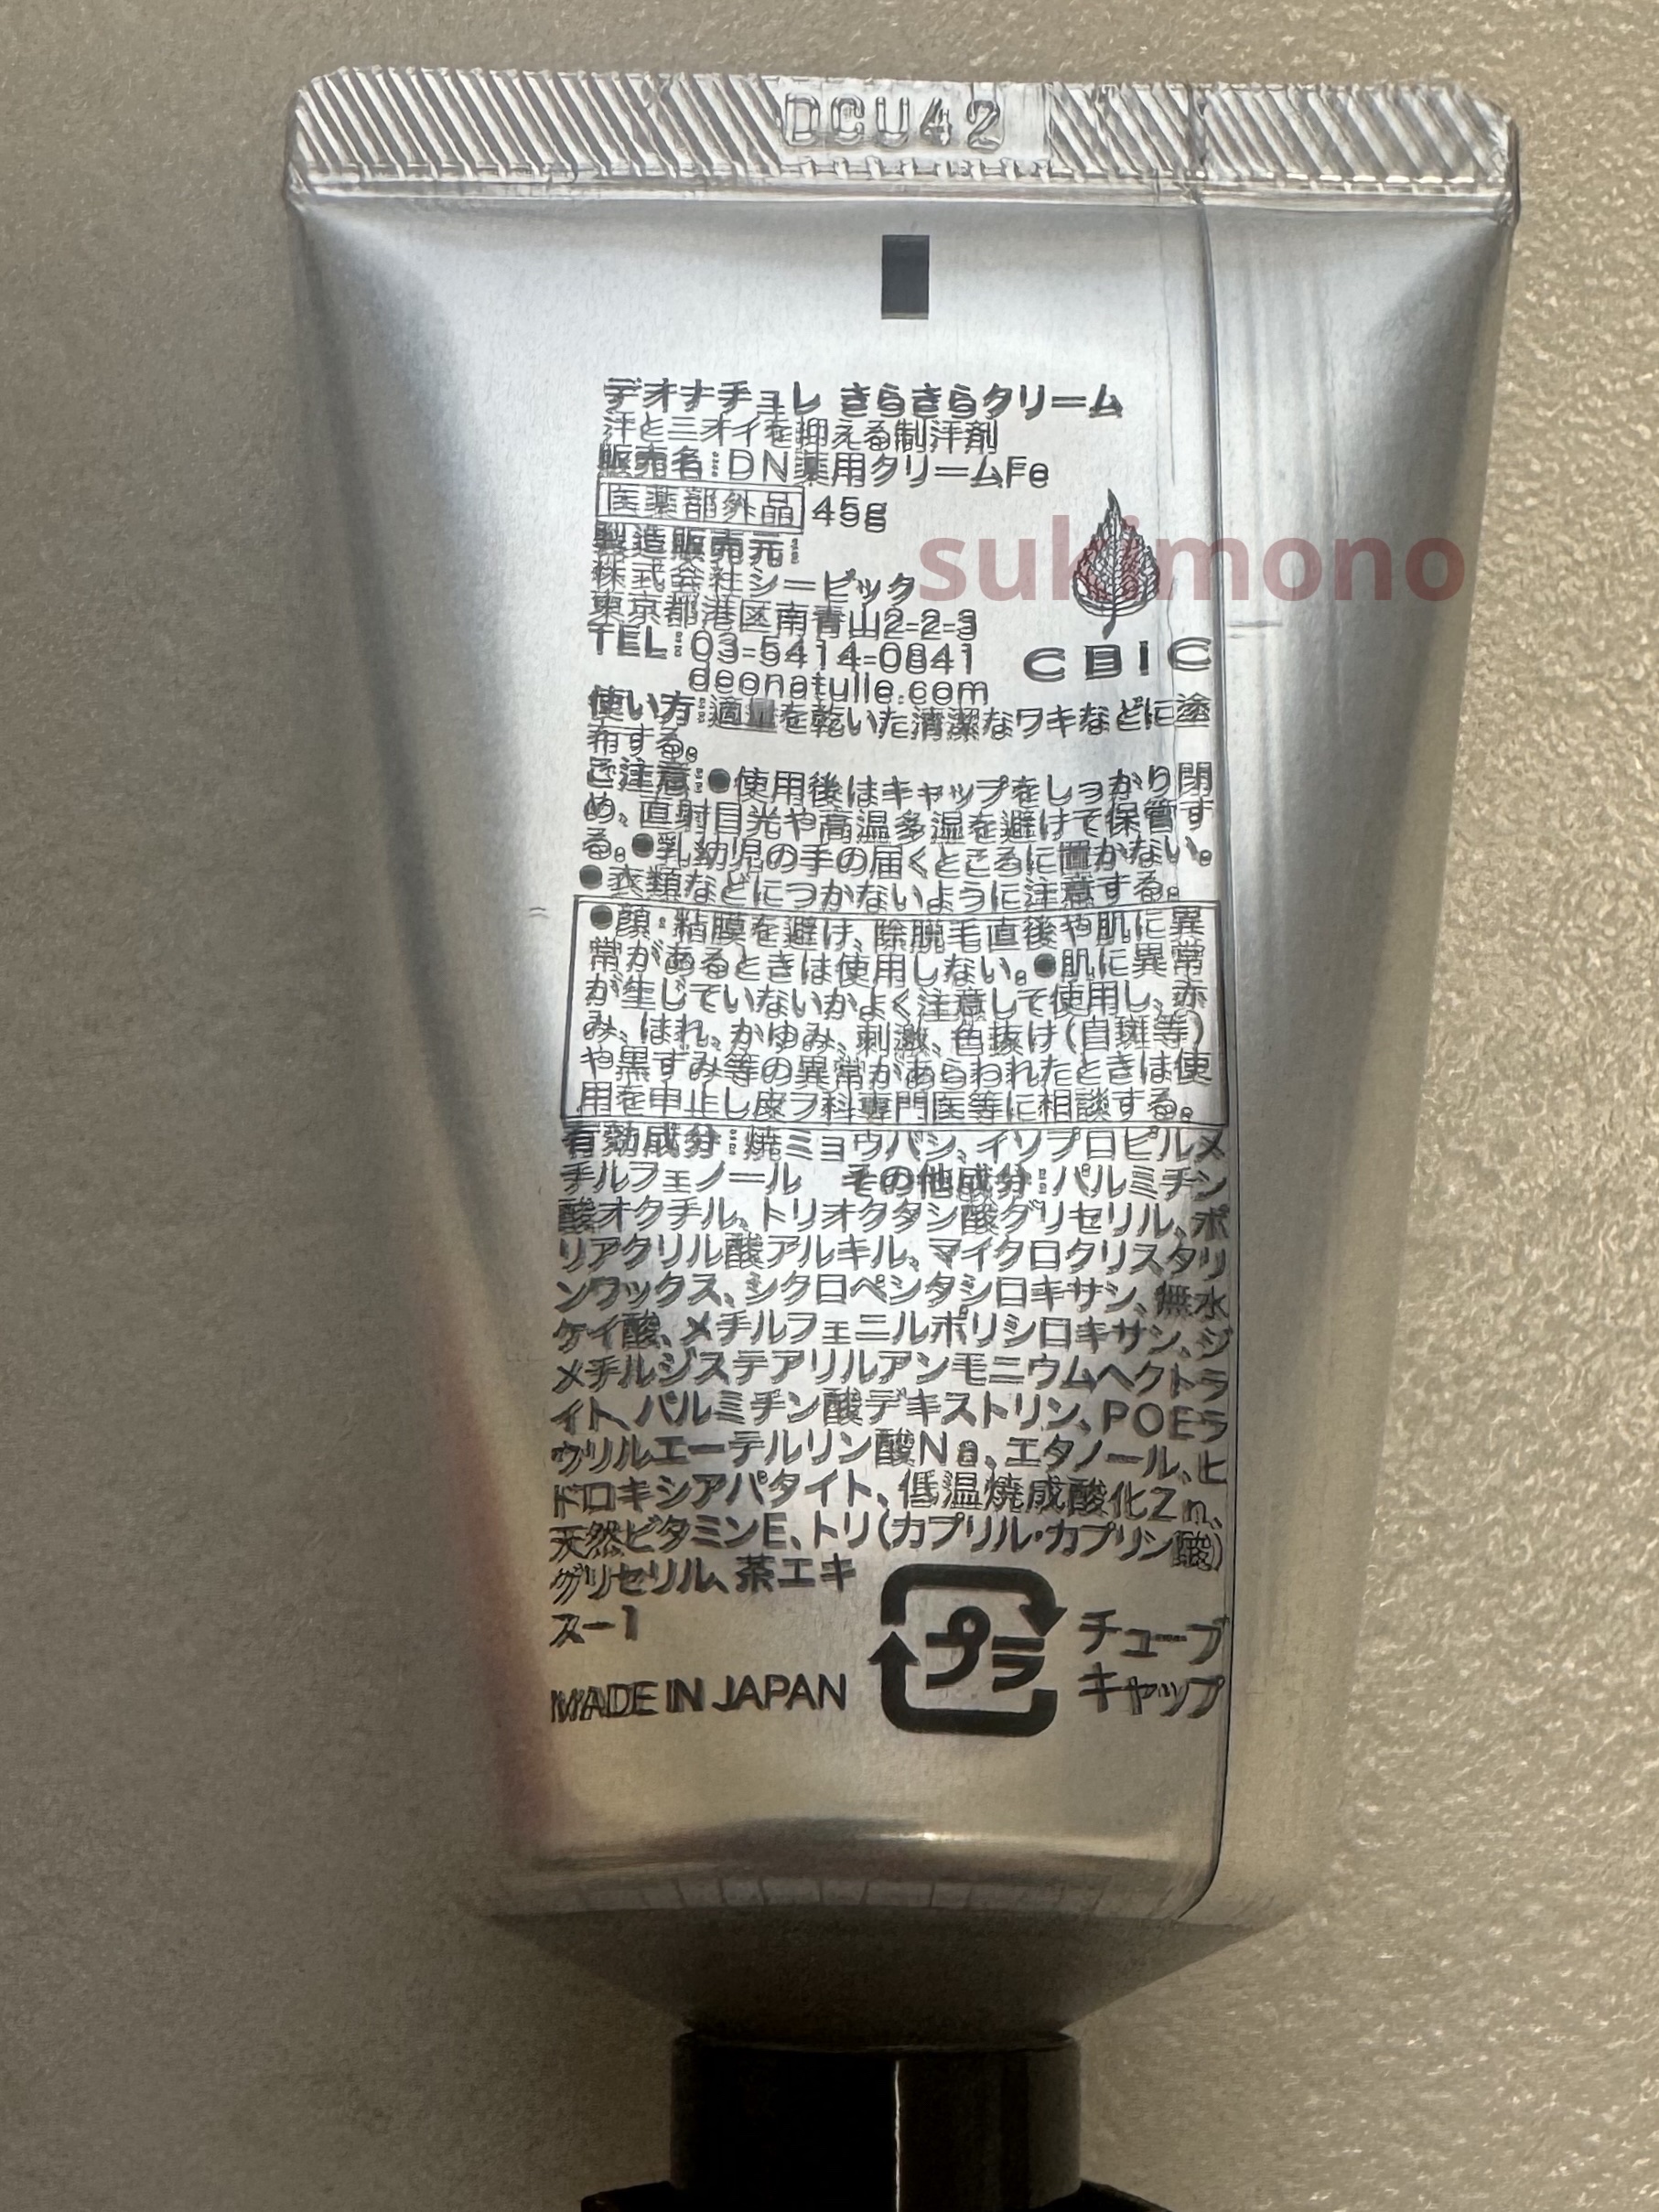 DCU42
デオナチュレ さらさらクリーム
汗とニオイを抑える制汗剤
販売名:DN薬用クリームFe
医薬部外品 45g
製造販売元:
株式会社シービック
東京都港区南青山2-2-3
TEL:03-5414-0841
deonatulle.com
CBIC
sukimono
使い方:適量を乾いた清潔なワキなどに塗
布する。
ご注意:●使用後はキャップをしっかり閉
め、直射日光や高温多湿を避けて保管す
る。●乳幼児の手の届くところに置かない。
●衣類などにつかないように注意する。
●顔・粘膜を避け、除脱毛直後や肌に異
常があるときは使用しない。●肌に異常
が生じていないかよく注意して使用し、赤
み、はれ、かゆみ、刺激、色抜け(白斑等)
や黒ずみ等の異常があらわれたときは使
用を中止し皮フ科専門医等に相談する。
有効成分:焼ミョウバン、イソプロピルメ
チルフェノール その他成分:パルミチン
酸オクチル、トリオクタン酸グリセリル、ポ
リアクリル酸アルキル、マイクロクリスタリ
ンワックス、シクロペンタシロキサン、無水
ケイ酸、メチルフェニルポリシロキサン、ジ
メチルジステアリルアンモニウムヘクトラ
イト、パルミチン酸デキストリン、POEラ
ウリルエーテルリン酸Na、エタノール、ヒ
ドロキシアパタイト、低温焼成酸化Zn、
天然ビタミンE、トリ(カプリル・カプリン酸)
グリセリル、茶エキ
スー1
MADE IN JAPAN
プラ
チューブ
キャップ